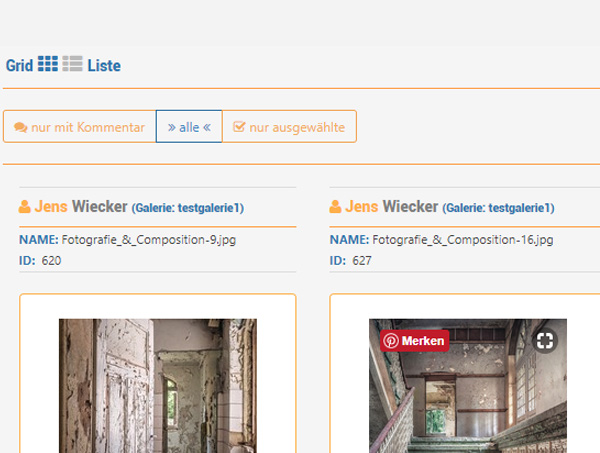 Grid Liste
nur mit Kommentar » alle « nur ausgewählte
Jens Wiecker (Galerie: testgalerie1)
NAME: Fotografie_&_Composition-9.jpg
ID: 620
Jens Wiecker (Galerie: testgalerie1)
NAME: Fotografie_&_Composition-16.jpg
ID: 627
Merken